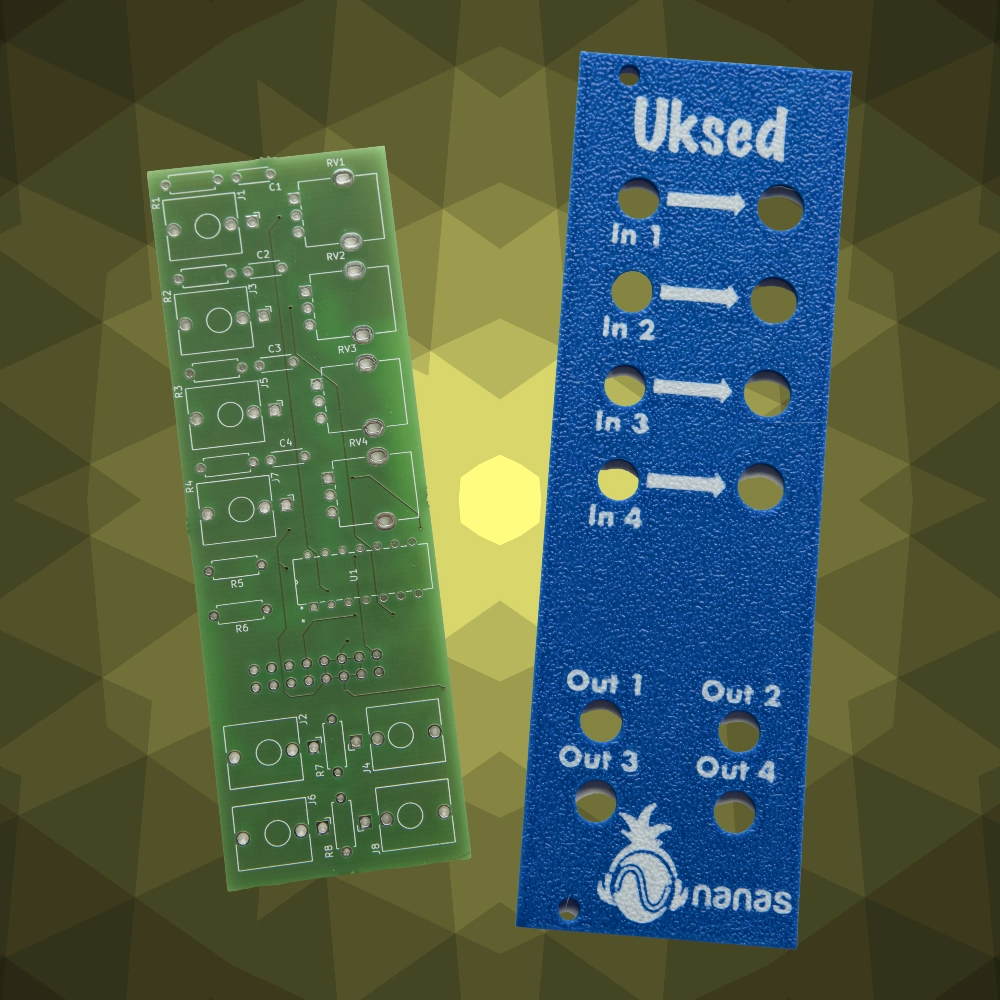 RV1
R1
J1
C1
RV2
C2
R2
J3
RV3
C3
R3
J5
RV4
C4
R4
J7
U1
R5
R6
J2
R7
J4
J6
R8
J8
Uksed
In 1
In 2
In 3
In 4
Out 1 Out 2
Out 3 Out 4
nanas